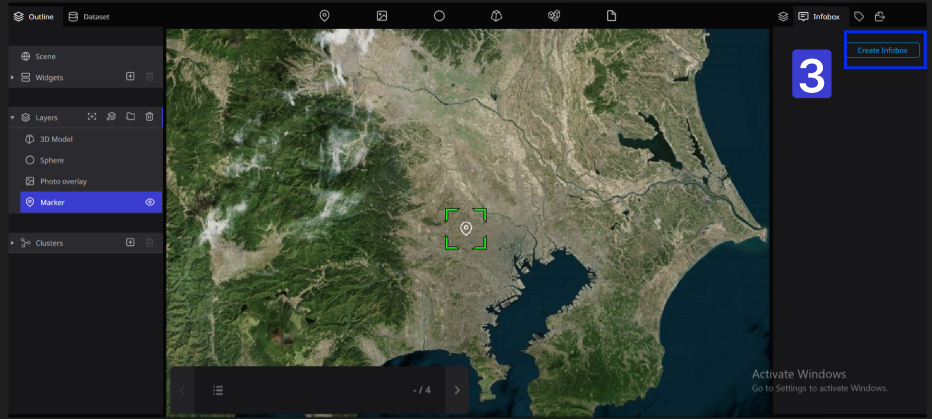 Outline
Dataset
Infobox
Scene
Widgets
Create Infobox
3
Layers
3D Model
Sphere
Photo overlay
Marker
Clusters
- / 4
Activate Windows
Go to Settings to activate Windows.